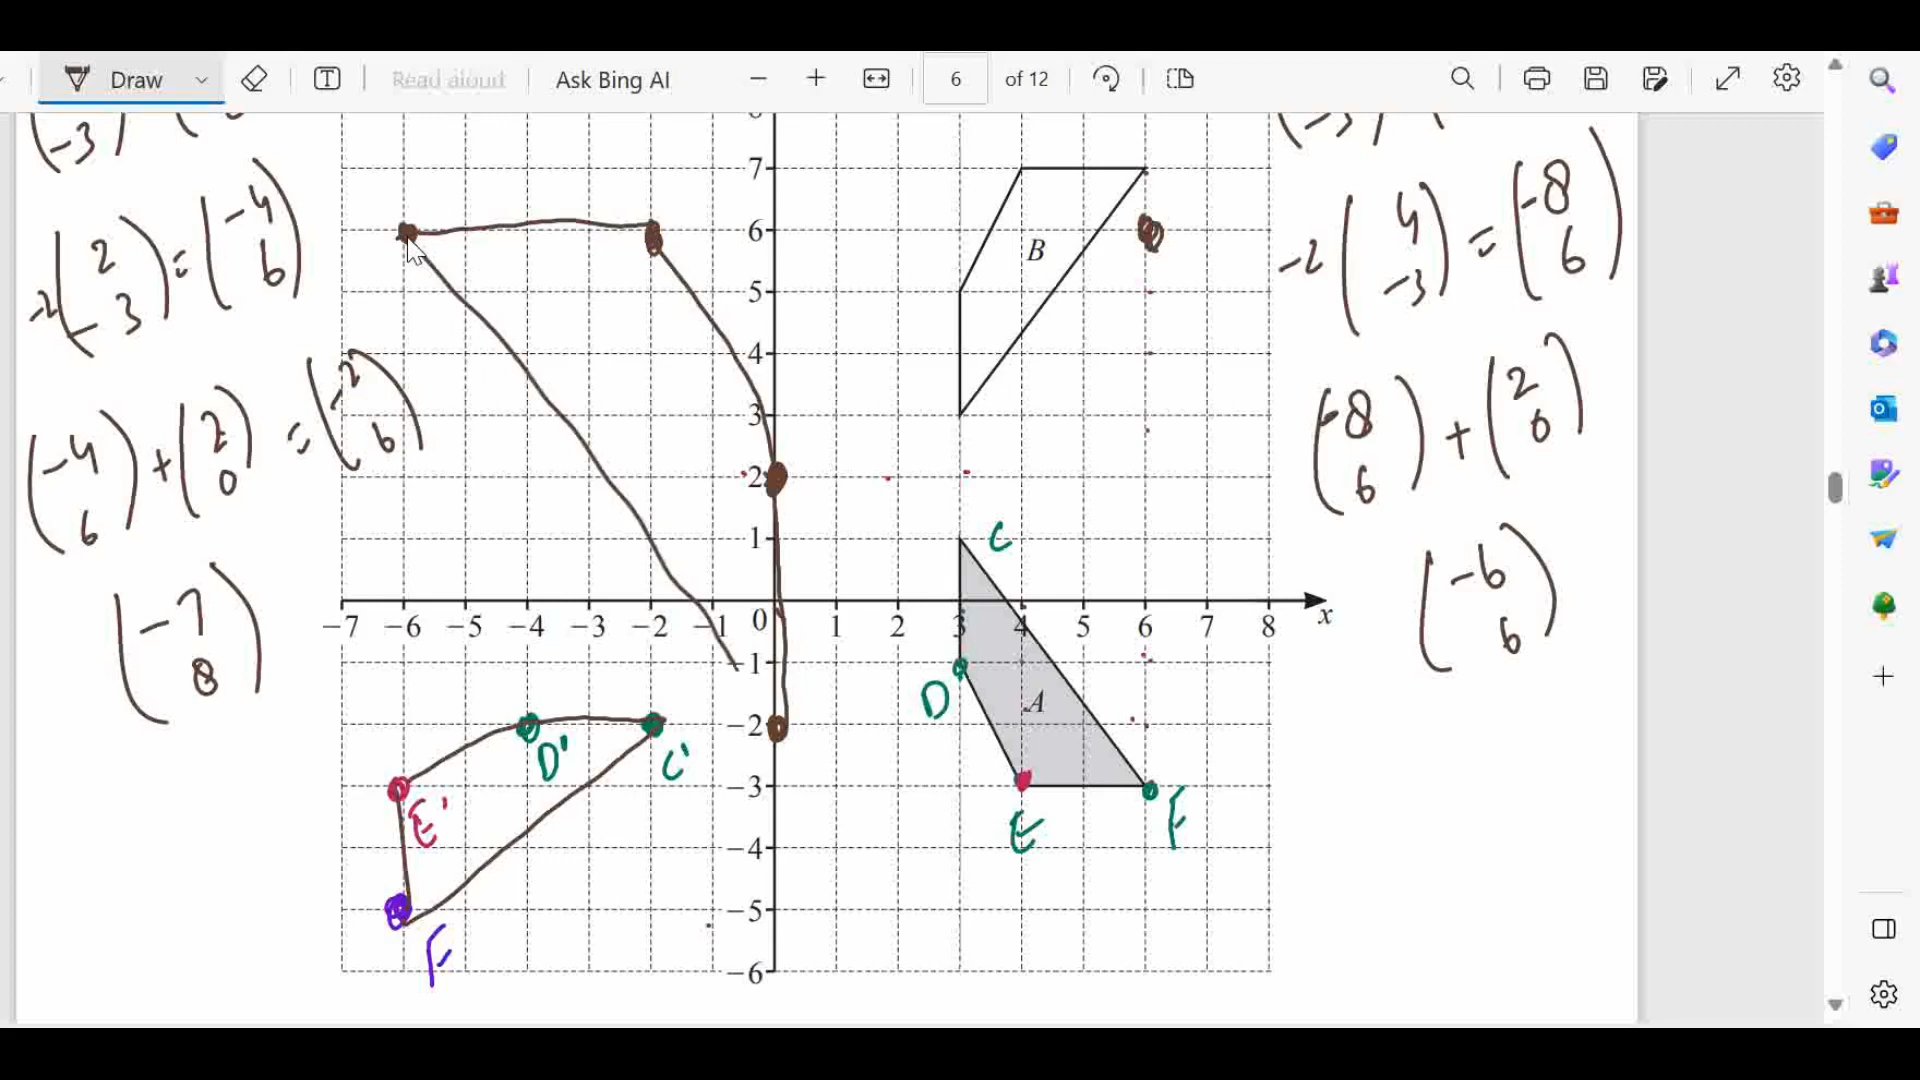 Draw
Read aloud
Ask Bing AI
6 of 12
-3
-2(2 -3) = (-4 6)
(-4 6) + (2 0) = (-2 6)
(-7 8)
-3
-2(4 -3) = (-8 6)
(-8 6) + (2 0)
(-6 6)
8
7
6
B
5
4
3
2
1
C
−7 −6 −5 −4 −3 −2 −1 0 1 2 3 4 5 6 7 8 x
−1
D
A
−2
D'
C'
−3
E'
E
F
−4
−5
F
−6